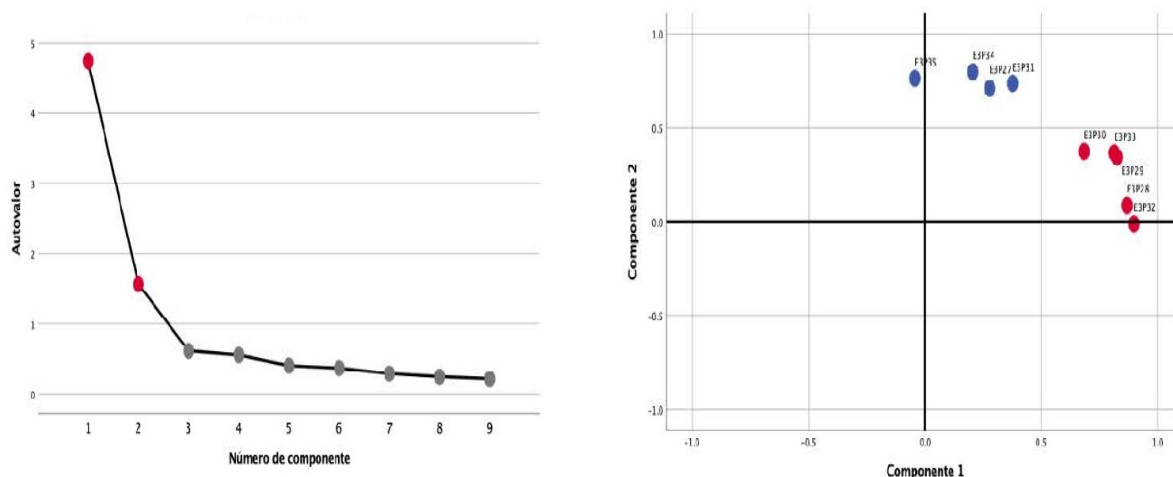 5
4
3
2
1
0
Autovalor
1 2 3 4 5 6 7 8 9
Número de componente
1.0
0.5
0.0
-0.5
-1.0
Componente 2
E3P35
E3P34
E3P27
E3P31
E3P30
E3P33
E3P29
E3P28
E3P32
-1.0 -0.5 0.0 0.5 1.0
Componente 1